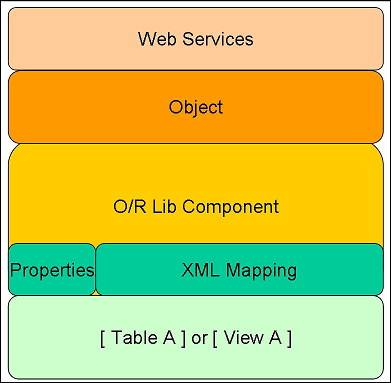 Web Services
Object
O/R Lib Component
Properties
XML Mapping
[ Table A ] or [ View A ]